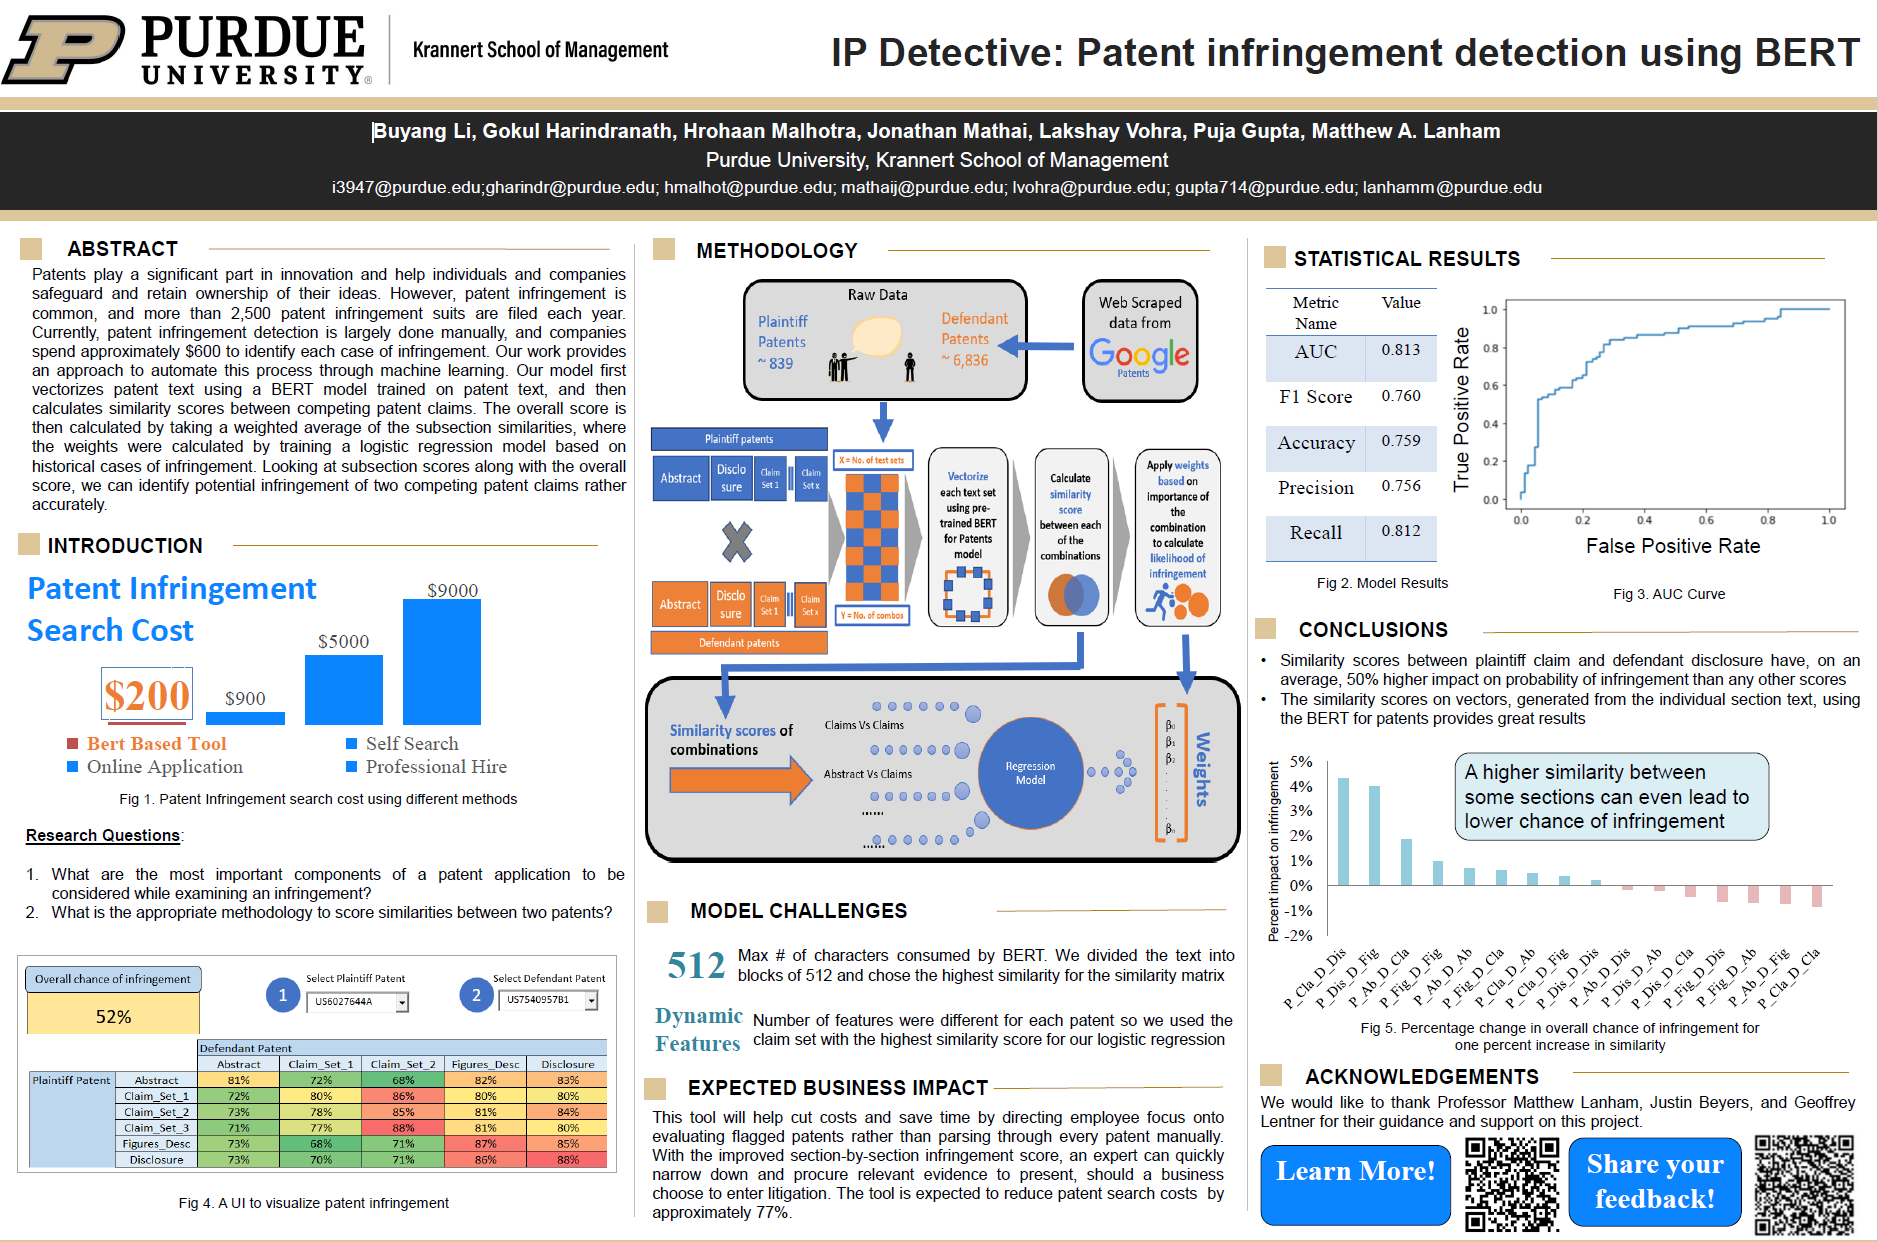 PURDUE
UNIVERSITY®
Krannert School of Management
IP Detective: Patent infringement detection using BERT
Buyang Li, Gokul Harindranath, Hrohaan Malhotra, Jonathan Mathai, Lakshay Vohra, Puja Gupta, Matthew A. Lanham
Purdue University, Krannert School of Management
i3947@purdue.edu;gharindr@purdue.edu; hmalhot@purdue.edu; mathaij@purdue.edu; lvohra@purdue.edu; gupta714@purdue.edu; lanhamm@purdue.edu
ABSTRACT
Patents play a significant part in innovation and help individuals and companies
safeguard and retain ownership of their ideas. However, patent infringement is
common, and more than 2,500 patent infringement suits are filed each year.
Currently, patent infringement detection is largely done manually, and companies
spend approximately $600 to identify each case of infringement. Our work provides
an approach to automate this process through machine learning. Our model first
vectorizes patent text using a BERT model trained on patent text, and then
calculates similarity scores between competing patent claims. The overall score is
then calculated by taking a weighted average of the subsection similarities, where
the weights were calculated by training a logistic regression model based on
historical cases of infringement. Looking at subsection scores along with the overall
score, we can identify potential infringement of two competing patent claims rather
accurately.
INTRODUCTION
Patent Infringement
Search Cost
$200
$900
$5000
$9000
Bert Based Tool
Self Search
Online Application
Professional Hire
Fig 1. Patent Infringement search cost using different methods
Research Questions:
1. What are the most important components of a patent application to be
considered while examining an infringement?
2. What is the appropriate methodology to score similarities between two patents?
Overall chance of infringement
52%
1
Select Plaintiff Patent
US6027644A
2
Select Defendant Patent
US7540957B1
Defendant Patent
Abstract Claim_Set_1 Claim_Set_2 Figures_Desc Disclosure
Plaintiff Patent Abstract 81% 72% 68% 82% 83%
Claim_Set_1 72% 80% 86% 80% 80%
Claim_Set_2 73% 78% 85% 81% 84%
Claim_Set_3 71% 77% 88% 81% 80%
Figures_Desc 73% 68% 71% 87% 85%
Disclosure 73% 70% 71% 86% 88%
Fig 4. A UI to visualize patent infringement
METHODOLOGY
Raw Data
Plaintiff
Patents
~ 839
Defendant
Patents
~ 6,836
Web Scraped
data from
Google
Patents
Plaintiff patents
Abstract
Disclo
sure
Claim
Set 1
Claim
Set x
Abstract
Disclo
sure
Claim
Set 1
Claim
Set x
Defendant patents
X = No. of test sets
Y = No. of combos
Vectorize
each text set
using pre-
trained BERT
for Patents
model
Calculate
similarity
score
between each
of the
combinations
Apply weights
based on
importance of
the
combination
to calculate
likelihood of
infringement
Similarity scores of
combinations
Claims Vs Claims
Abstract Vs Claims
......
......
Regression
Model
β0
β1
β2
.
.
.
.
.
.
βn
Weights
MODEL CHALLENGES
512
Max # of characters consumed by BERT. We divided the text into
blocks of 512 and chose the highest similarity for the similarity matrix
Dynamic
Features
Number of features were different for each patent so we used the
claim set with the highest similarity score for our logistic regression
EXPECTED BUSINESS IMPACT
This tool will help cut costs and save time by directing employee focus onto
evaluating flagged patents rather than parsing through every patent manually.
With the improved section-by-section infringement score, an expert can quickly
narrow down and procure relevant evidence to present, should a business
choose to enter litigation. The tool is expected to reduce patent search costs by
approximately 77%.
STATISTICAL RESULTS
Metric
Name
Value
AUC 0.813
F1 Score 0.760
Accuracy 0.759
Precision 0.756
Recall 0.812
Fig 2. Model Results
True Positive Rate
1.0
0.8
0.6
0.4
0.2
0.0
0.0 0.2 0.4 0.6 0.8 1.0
False Positive Rate
Fig 3. AUC Curve
CONCLUSIONS
• Similarity scores between plaintiff claim and defendant disclosure have, on an
average, 50% higher impact on probability of infringement than any other scores
• The similarity scores on vectors, generated from the individual section text, using
the BERT for patents provides great results
Percent impact on infringement
5%
4%
3%
2%
1%
0%
-1%
-2%
A higher similarity between
some sections can even lead to
lower chance of infringement
P_Cla_D_Dis
P_Dis_D_Fig
P_Ab_D_Cla
P_Fig_D_Fig
P_Ab_D_Ab
P_Fig_D_Cla
P_Cla_D_Ab
P_Cla_D_Fig
P_Dis_D_Dis
P_Ab_D_Dis
P_Dis_D_Ab
P_Dis_D_Cla
P_Fig_D_Dis
P_Fig_D_Ab
P_Ab_D_Fig
P_Cla_D_Cla
Fig 5. Percentage change in overall chance of infringement for
one percent increase in similarity
ACKNOWLEDGEMENTS
We would like to thank Professor Matthew Lanham, Justin Beyers, and Geoffrey
Lentner for their guidance and support on this project.
Learn More!
Share your
feedback!